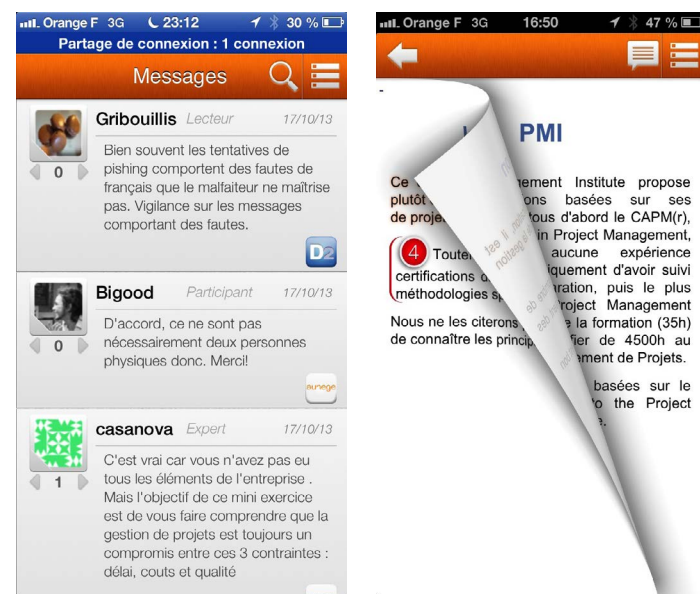 Orange F 3G 23:12 30 %
Partage de connexion : 1 connexion
Messages
Gribouillis Lecteur 17/10/13
Bien souvent les tentatives de
pishing comportent des fautes de
français que le malfaiteur ne maîtrise
pas. Vigilance sur les messages
comportant des fautes.
0
D2
Bigood Participant 17/10/13
D'accord, ce ne sont pas
nécessairement deux personnes
physiques donc. Merci!
0
aunege
casanova Expert 17/10/13
C'est vrai car vous n'avez pas eu
tous les éléments de l'entreprise .
Mais l'objectif de ce mini exercice
est de vous faire comprendre que la
gestion de projets est toujours un
compromis entre ces 3 contraintes :
délai, couts et qualité
1
Orange F 3G 16:50 47 %
-
PMI
Ce gement Institute propose
plutôt ons basées sur ses
de proje tous d'abord le CAPM(r),
in Project Management,
4 Toute aucune expérience
certifications d iquement d'avoir suivi
méthodologies sp aration, puis le plus
Project Management
Nous ne les citerons e la formation (35h)
de connaître les princip fier de 4500h au
ement de Projets.
basées sur le
to the Project
e.